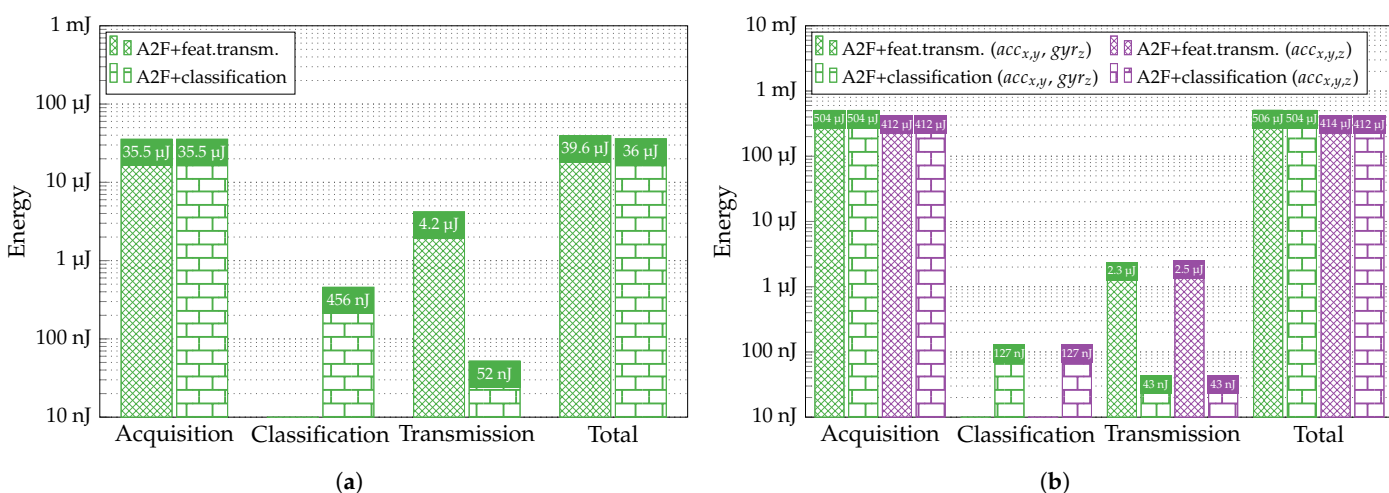 1 mJ
100 µJ
10 µJ
1 µJ
100 nJ
10 nJ
Energy
A2F+feat.transm.
A2F+classification
35.5 µJ
35.5 µJ
456 nJ
4.2 µJ
52 nJ
39.6 µJ
36 µJ
Acquisition
Classification
Transmission
Total
(a)
10 mJ
1 mJ
100 µJ
10 µJ
1 µJ
100 nJ
10 nJ
Energy
A2F+feat.transm. (acc_{x,y}, gyr_z)
A2F+feat.transm. (acc_{x,y,z})
A2F+classification (acc_{x,y}, gyr_z)
A2F+classification (acc_{x,y,z})
504 µJ
504 µJ
412 µJ
412 µJ
127 nJ
127 nJ
2.3 µJ
43 nJ
2.5 µJ
43 nJ
506 µJ
504 µJ
414 µJ
412 µJ
Acquisition
Classification
Transmission
Total
(b)